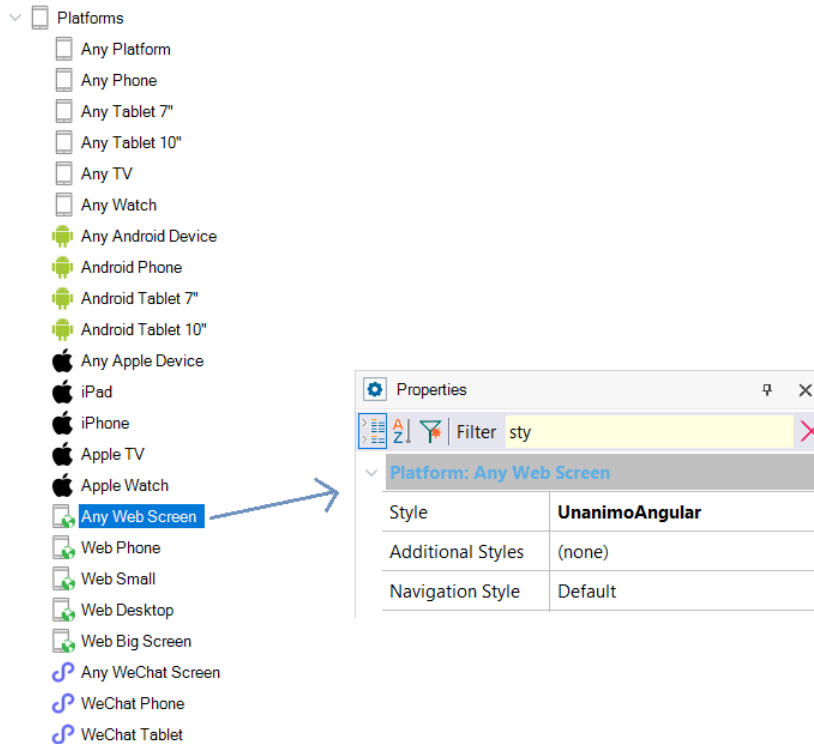 Platforms
Any Platform
Any Phone
Any Tablet 7"
Any Tablet 10"
Any TV
Any Watch
Any Android Device
Android Phone
Android Tablet 7"
Android Tablet 10"
Any Apple Device
iPad
iPhone
Apple TV
Apple Watch
Any Web Screen
Web Phone
Web Small
Web Desktop
Web Big Screen
Any WeChat Screen
WeChat Phone
WeChat Tablet
Properties
Filter sty
Platform: Any Web Screen
Style UnanimoAngular
Additional Styles (none)
Navigation Style Default